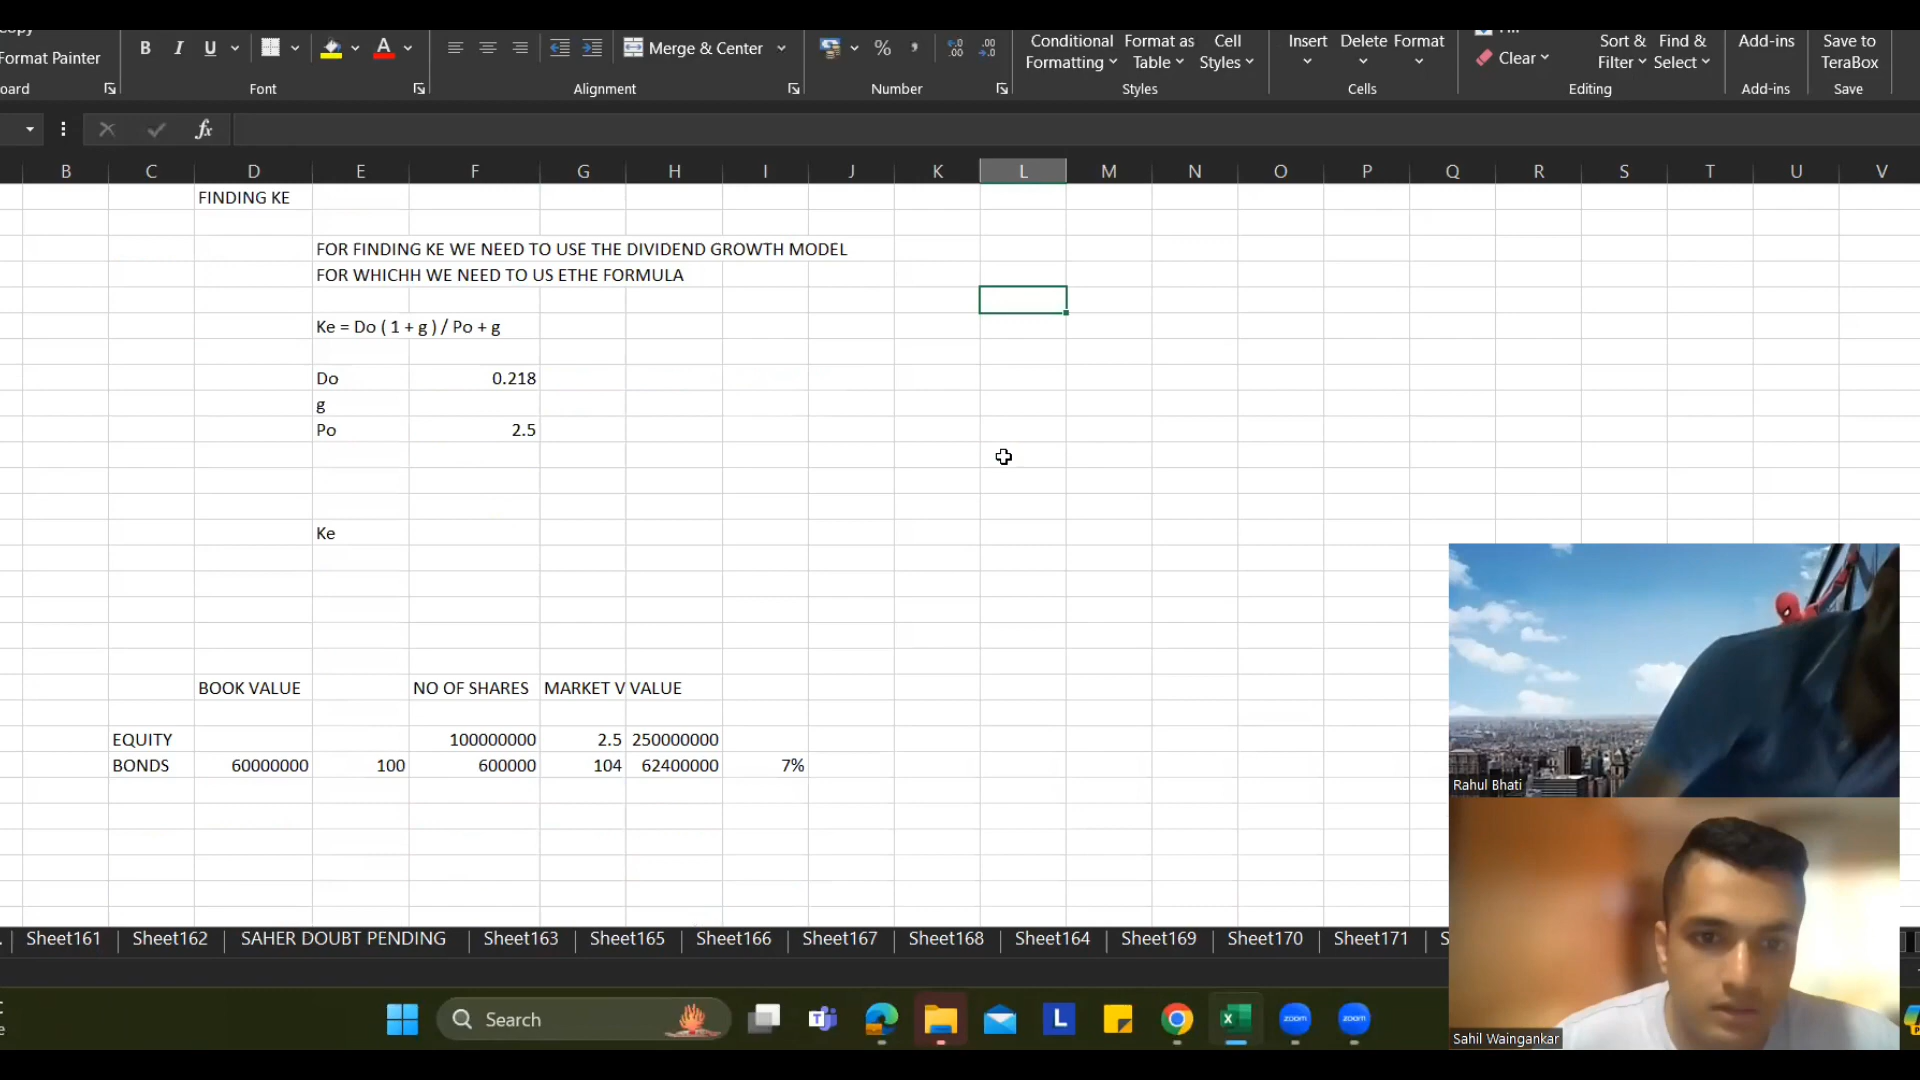 Format Painter
B I U A
Merge & Center
%
Conditional Formatting
Format as Table
Cell Styles
Insert
Delete
Format
Clear
Sort & Filter
Find & Select
Add-ins
Save to TeraBox
Font
Alignment
Number
Styles
Cells
Editing
Add-ins
Save
fx
B C D E F G H I J K L M N O P Q R S T U V
FINDING KE
FOR FINDING KE WE NEED TO USE THE DIVIDEND GROWTH MODEL
FOR WHICHH WE NEED TO US ETHE FORMULA
Ke = Do ( 1 + g ) / Po + g
Do 0.218
g
Po 2.5
Ke
BOOK VALUE NO OF SHARES MARKET V VALUE
EQUITY 100000000 2.5 250000000
BONDS 60000000 100 600000 104 62400000 7%
Rahul Bhati
Sahil Waingankar
Sheet161 Sheet162 SAHER DOUBT PENDING Sheet163 Sheet165 Sheet166 Sheet167 Sheet168 Sheet164 Sheet169 Sheet170 Sheet171
Search
L
zoom
zoom